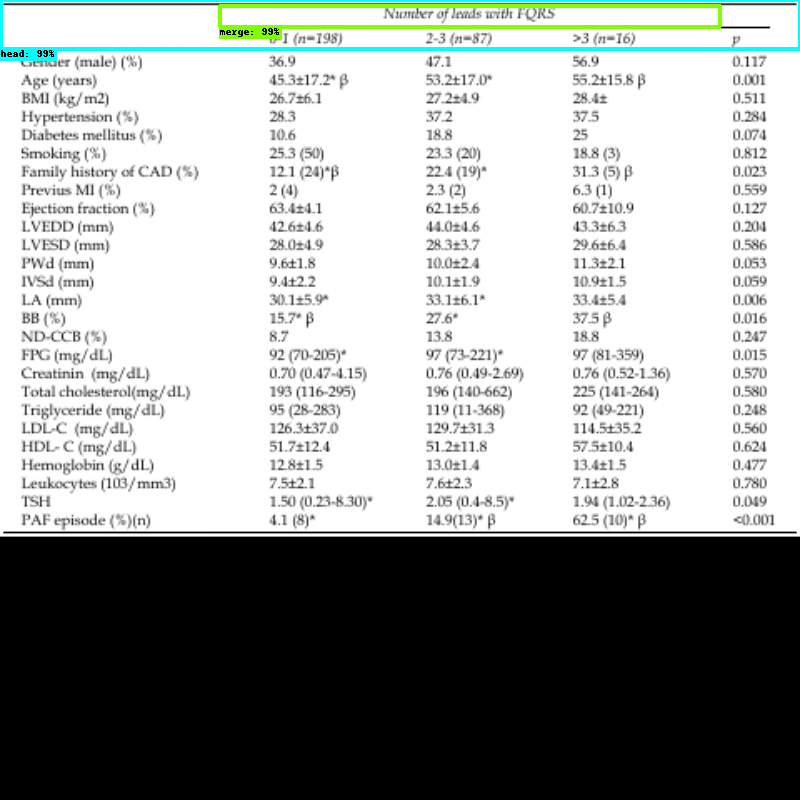 Number of leads with FQRS
merge: 99%
0-1 (n=198) 2-3 (n=87) >3 (n=16) p
head: 99%
Gender (male) (%) 36.9 47.1 56.9 0.117
Age (years) 45.3±17.2* β 53.2±17.0* 55.2±15.8 β 0.001
BMI (kg/m2) 26.7±6.1 27.2±4.9 28.4± 0.511
Hypertension (%) 28.3 37.2 37.5 0.284
Diabetes mellitus (%) 10.6 18.8 25 0.074
Smoking (%) 25.3 (50) 23.3 (20) 18.8 (3) 0.812
Family history of CAD (%) 12.1 (24)*β 22.4 (19)* 31.3 (5) β 0.023
Previus MI (%) 2 (4) 2.3 (2) 6.3 (1) 0.559
Ejection fraction (%) 63.4±4.1 62.1±5.6 60.7±10.9 0.127
LVEDD (mm) 42.6±4.6 44.0±4.6 43.3±6.3 0.204
LVESD (mm) 28.0±4.9 28.3±3.7 29.6±6.4 0.586
PWd (mm) 9.6±1.8 10.0±2.4 11.3±2.1 0.053
IVSd (mm) 9.4±2.2 10.1±1.9 10.9±1.5 0.059
LA (mm) 30.1±5.9* 33.1±6.1* 33.4±5.4 0.006
BB (%) 15.7* β 27.6* 37.5 β 0.016
ND-CCB (%) 8.7 13.8 18.8 0.247
FPG (mg/dL) 92 (70-205)* 97 (73-221)* 97 (81-359) 0.015
Creatinin (mg/dL) 0.70 (0.47-4.15) 0.76 (0.49-2.69) 0.76 (0.52-1.36) 0.570
Total cholesterol(mg/dL) 193 (116-295) 196 (140-662) 225 (141-264) 0.580
Triglyceride (mg/dL) 95 (28-283) 119 (11-368) 92 (49-221) 0.248
LDL-C (mg/dL) 126.3±37.0 129.7±31.3 114.5±35.2 0.560
HDL- C (mg/dL) 51.7±12.4 51.2±11.8 57.5±10.4 0.624
Hemoglobin (g/dL) 12.8±1.5 13.0±1.4 13.4±1.5 0.477
Leukocytes (103/mm3) 7.5±2.1 7.6±2.3 7.1±2.8 0.780
TSH 1.50 (0.23-8.30)* 2.05 (0.4-8.5)* 1.94 (1.02-2.36) 0.049
PAF episode (%)(n) 4.1 (8)* 14.9(13)* β 62.5 (10)* β <0.001